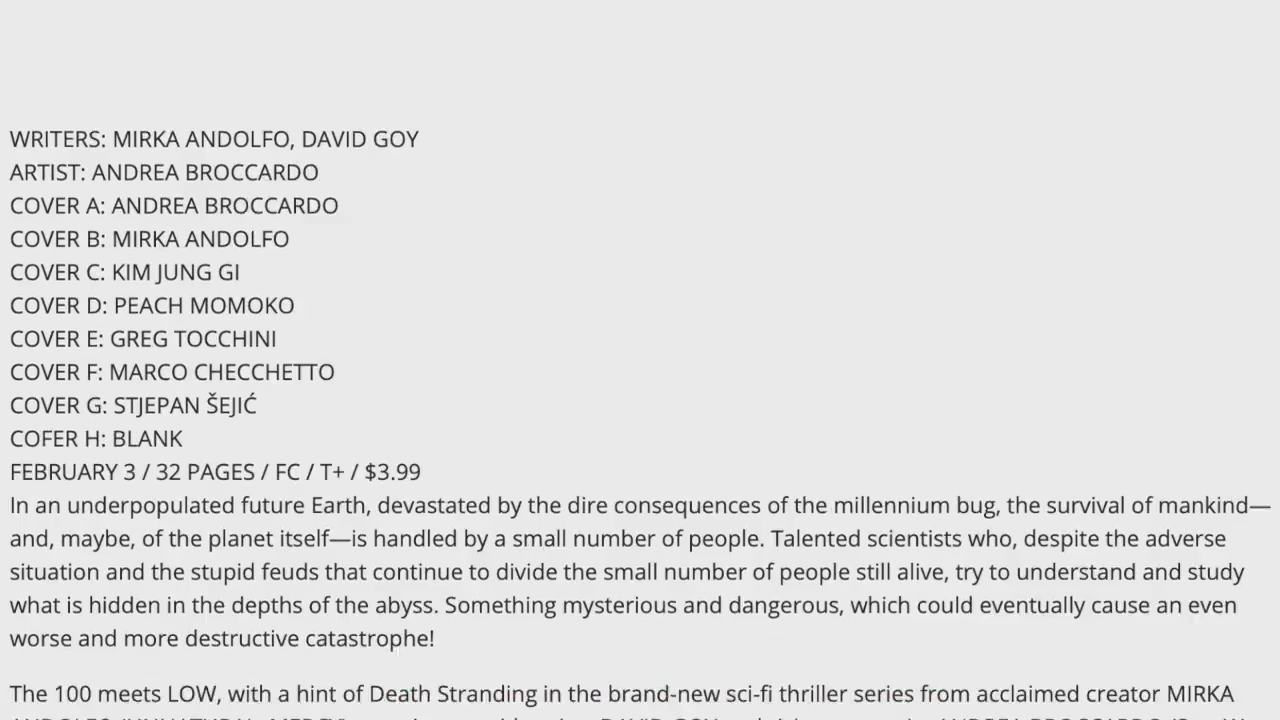 WRITERS: MIRKA ANDOLFO, DAVID GOY
ARTIST: ANDREA BROCCARDO
COVER A: ANDREA BROCCARDO
COVER B: MIRKA ANDOLFO
COVER C: KIM JUNG GI
COVER D: PEACH MOMOKO
COVER E: GREG TOCCHINI
COVER F: MARCO CHECCHETTO
COVER G: STJEPAN ŠEJIĆ
COFER H: BLANK
FEBRUARY 3 / 32 PAGES / FC / T+ / $3.99
In an underpopulated future Earth, devastated by the dire consequences of the millennium bug, the survival of mankind—
and, maybe, of the planet itself—is handled by a small number of people. Talented scientists who, despite the adverse
situation and the stupid feuds that continue to divide the small number of people still alive, try to understand and study
what is hidden in the depths of the abyss. Something mysterious and dangerous, which could eventually cause an even
worse and more destructive catastrophe!
The 100 meets LOW, with a hint of Death Stranding in the brand-new sci-fi thriller series from acclaimed creator MIRKA